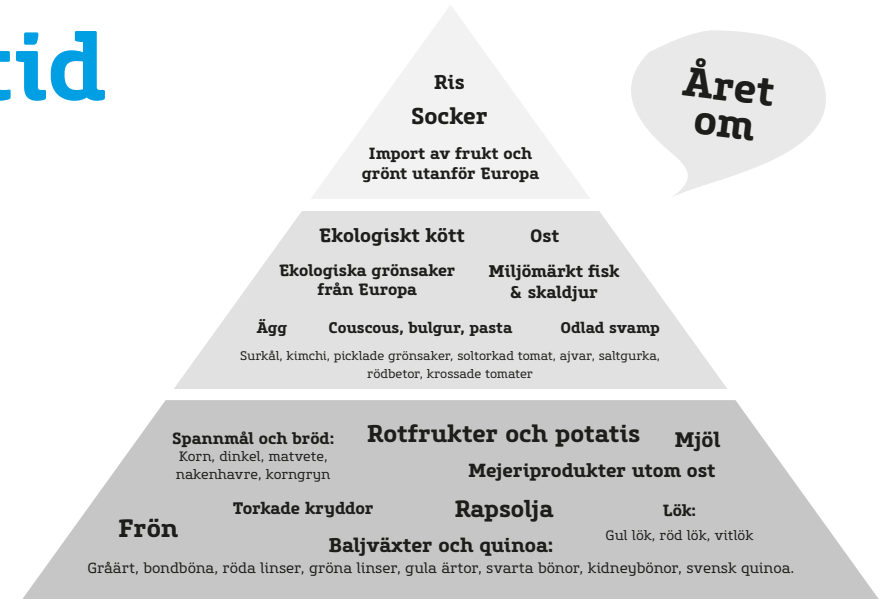 tid
Året
om
Ris
Socker
Import av frukt och
grönt utanför Europa
Ekologiskt kött
Ost
Ekologiska grönsaker
från Europa
Miljömärkt fisk
& skaldjur
Ägg
Couscous, bulgur, pasta
Odlad svamp
Surkål, kimchi, picklade grönsaker, soltorkad tomat, ajvar, saltgurka,
rödbetor, krossade tomater
Spannmål och bröd:
Korn, dinkel, matvete,
nakenhavre, korngryn
Rotfrukter och potatis
Mjöl
Mejeriprodukter utom ost
Torkade kryddor
Rapsolja
Lök:
Gul lök, röd lök, vitlök
Frön
Baljväxter och quinoa:
Gråärt, bondböna, röda linser, gröna linser, gula ärtor, svarta bönor, kidneybönor, svensk quinoa.